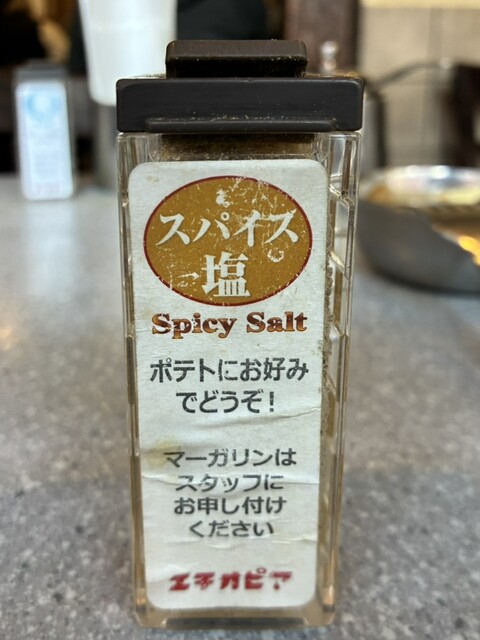 スパイズ
塩
Spicy Salt
ポテトにお好み
でどうぞ！
マーガリンは
スタッフに
お申し付け
ください
エチオピア